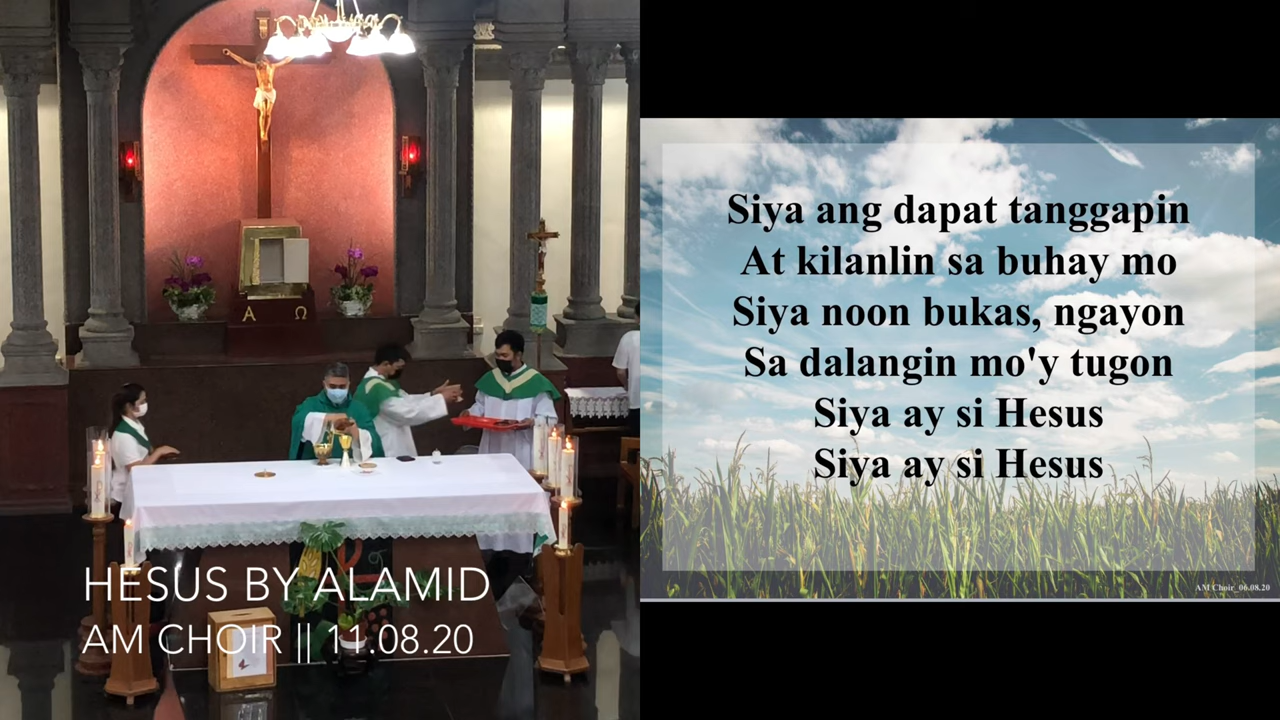 Α Ω
HESUS BY ALAMID
AM CHOIR || 11.08.20
Siya ang dapat tanggapin
At kilanlin sa buhay mo
Siya noon bukas, ngayon
Sa dalangin mo'y tugon
Siya ay si Hesus
Siya ay si Hesus
AM Choir_06.08.20